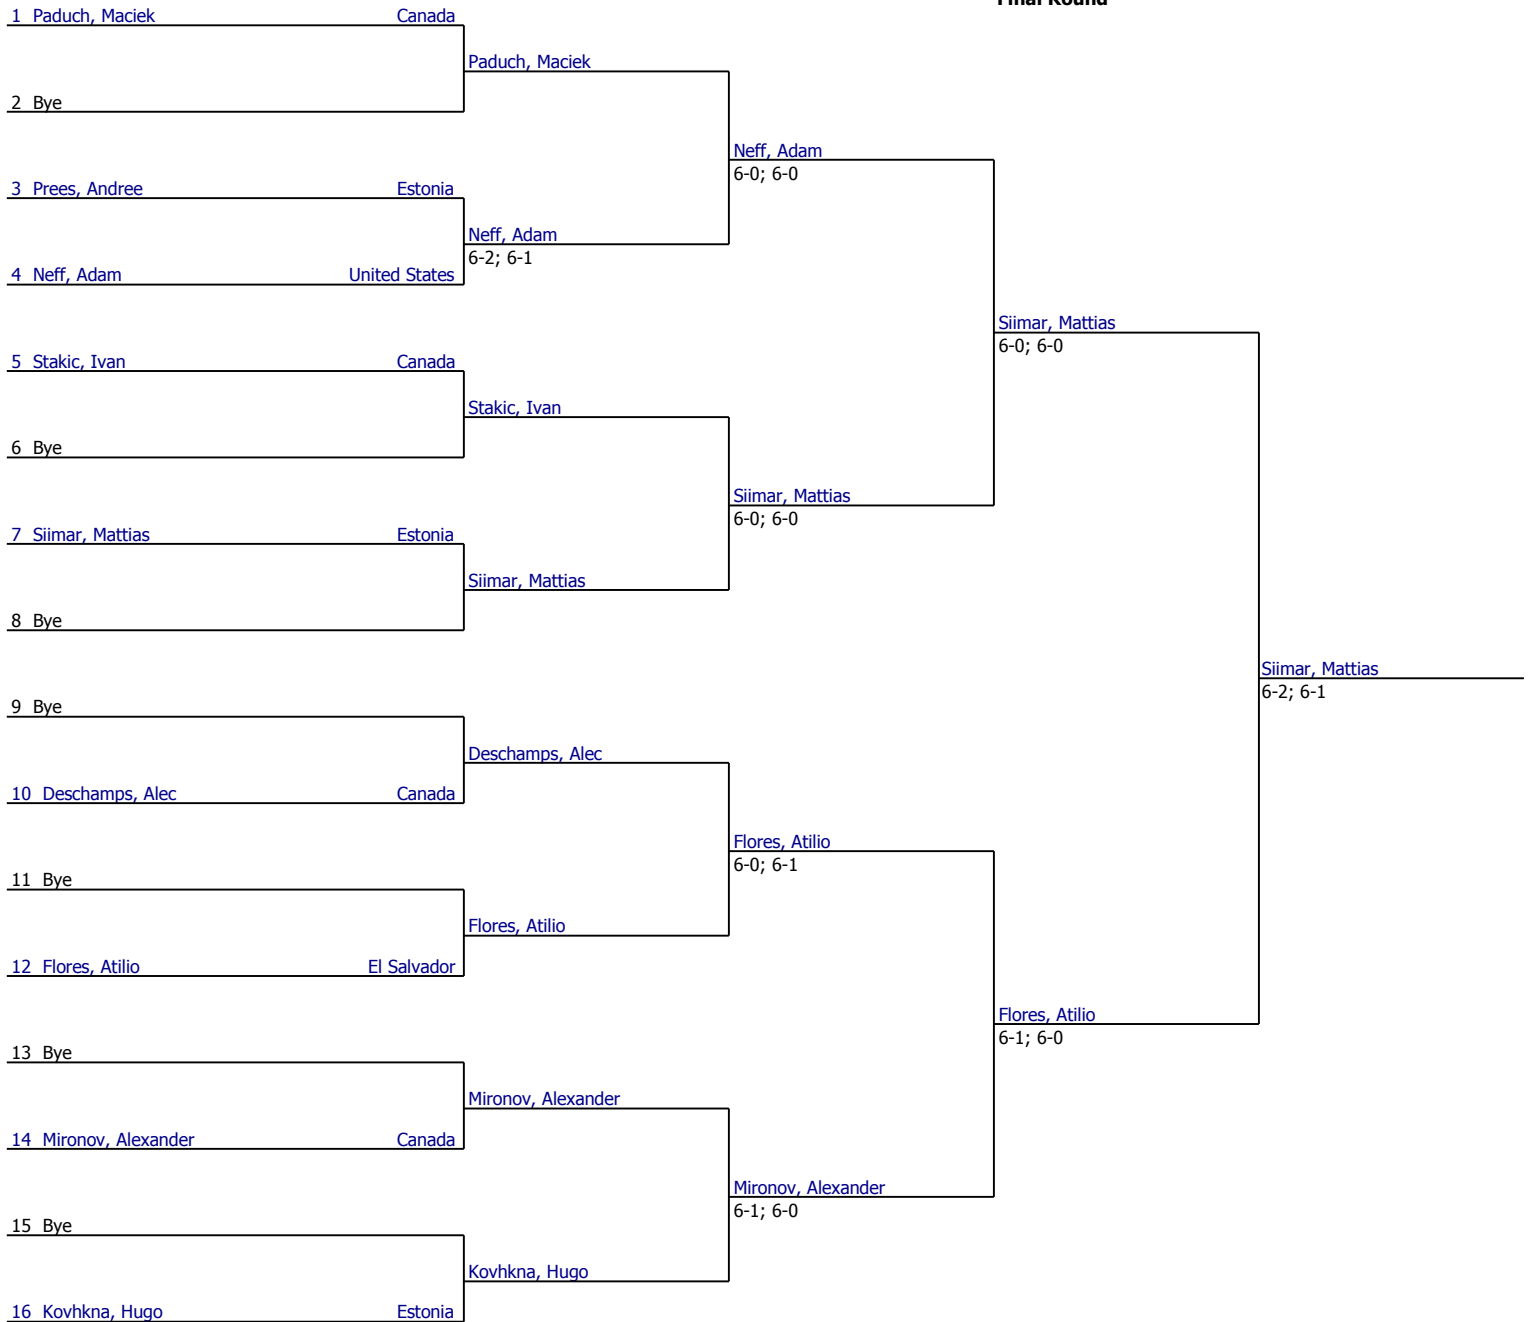 Final Round
1 Paduch, Maciek Canada
Paduch, Maciek
2 Bye
Neff, Adam
6-0; 6-0
3 Prees, Andree Estonia
Neff, Adam
6-2; 6-1
4 Neff, Adam United States
Siimar, Mattias
6-0; 6-0
5 Stakic, Ivan Canada
Stakic, Ivan
6 Bye
Siimar, Mattias
6-0; 6-0
7 Siimar, Mattias Estonia
Siimar, Mattias
8 Bye
Siimar, Mattias
6-2; 6-1
9 Bye
Deschamps, Alec
10 Deschamps, Alec Canada
Flores, Atilio
6-0; 6-1
11 Bye
Flores, Atilio
12 Flores, Atilio El Salvador
Flores, Atilio
6-1; 6-0
13 Bye
Mironov, Alexander
14 Mironov, Alexander Canada
Mironov, Alexander
6-1; 6-0
15 Bye
Kovhkna, Hugo
16 Kovhkna, Hugo Estonia